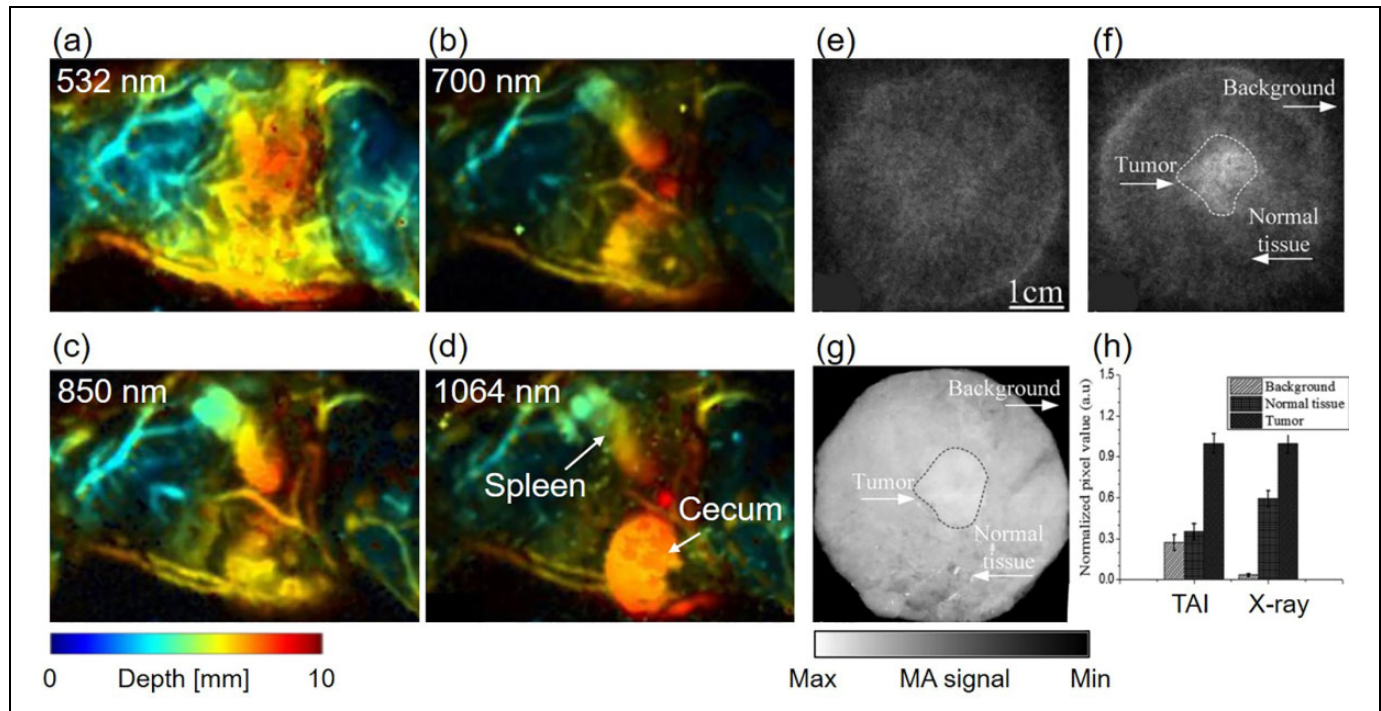 (a)
532 nm
(b)
700 nm
(c)
850 nm
(d)
1064 nm
Spleen
Cecum
0 Depth [mm] 10
(e)
1cm
(f)
Background
Tumor
Normal
tissue
(g)
Background
Tumor
Normal
tissue
Max MA signal Min
(h)
Normalized pixel value (a.u)
1.5
1.2
0.9
0.6
0.3
0.0
Background
Normal tissue
Tumor
TAI X-ray